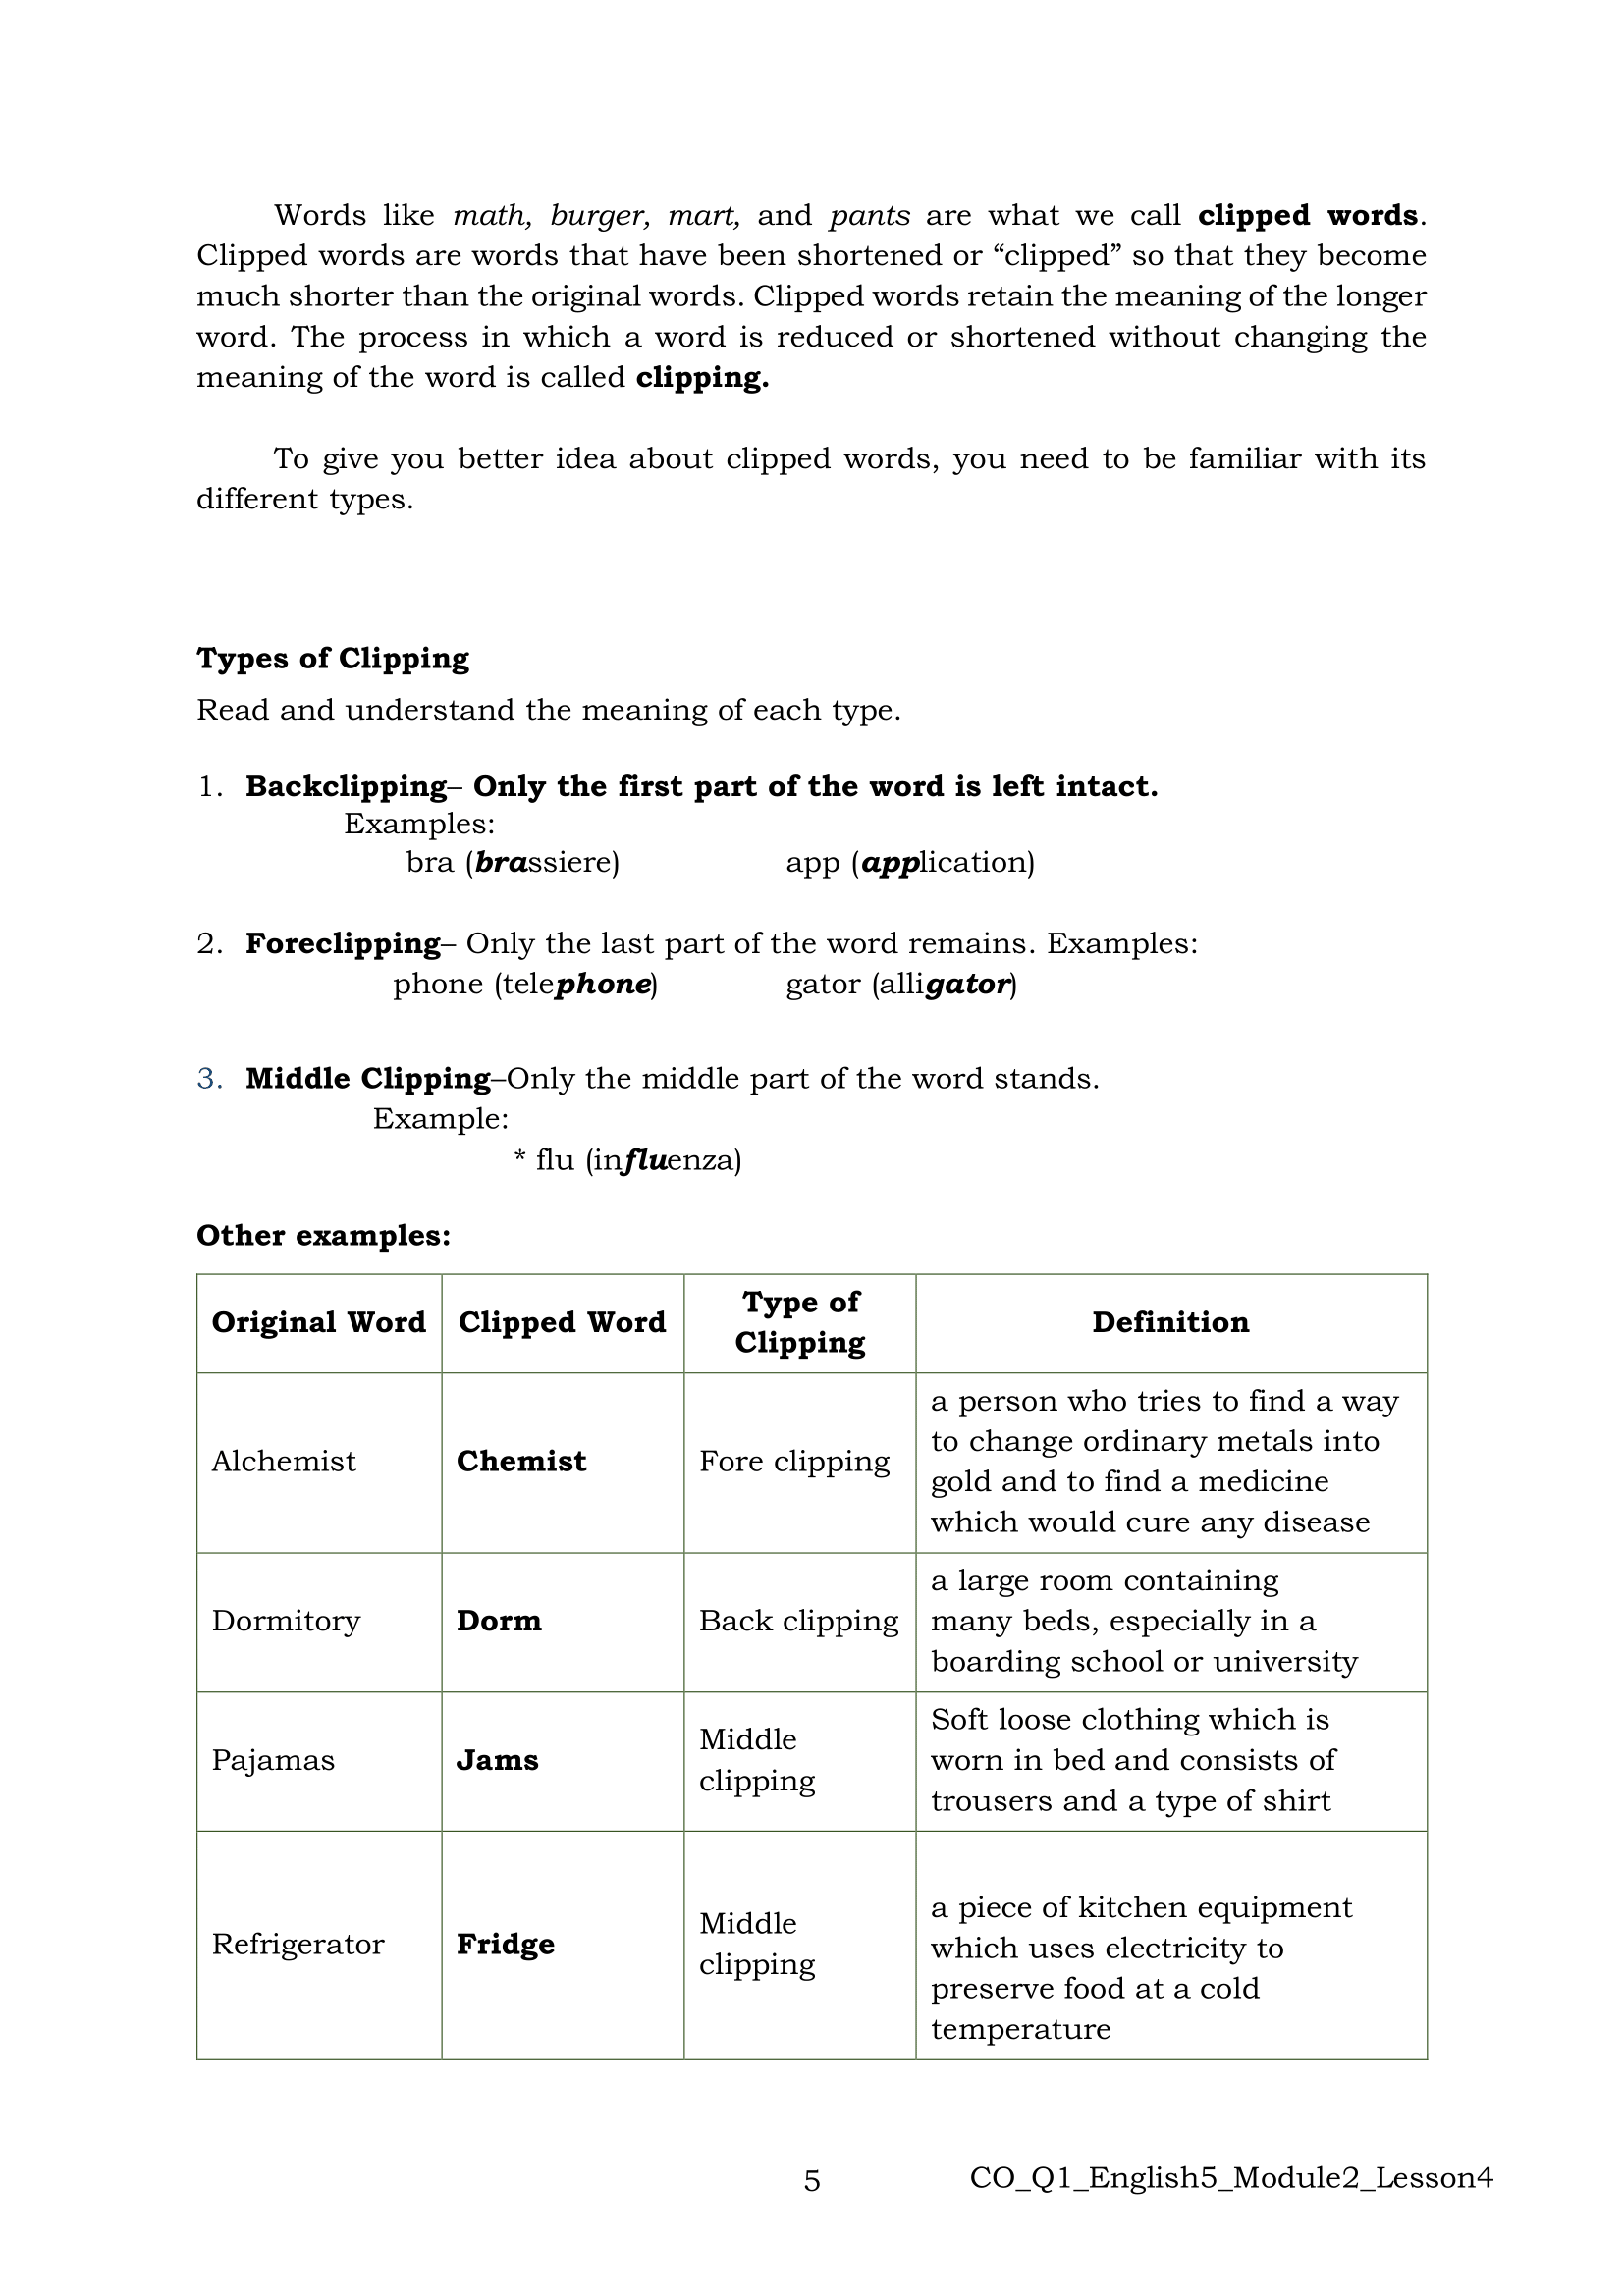 Words like math, burger, mart, and pants are what we call clipped words.
Clipped words are words that have been shortened or “clipped” so that they become
much shorter than the original words. Clipped words retain the meaning of the longer
word. The process in which a word is reduced or shortened without changing the
meaning of the word is called clipping.
To give you better idea about clipped words, you need to be familiar with its
different types.
Types of Clipping
Read and understand the meaning of each type.
1. Backclipping– Only the first part of the word is left intact.
Examples:
bra (brassiere) app (application)
2. Foreclipping– Only the last part of the word remains. Examples:
phone (telephone) gator (alligator)
3. Middle Clipping–Only the middle part of the word stands.
Example:
* flu (influenza)
Other examples:
Original Word
Clipped Word
Type of
Clipping
Definition
Alchemist
Chemist
Fore clipping
a person who tries to find a way
to change ordinary metals into
gold and to find a medicine
which would cure any disease
Dormitory
Dorm
Back clipping
a large room containing
many beds, especially in a
boarding school or university
Pajamas
Jams
Middle
clipping
Soft loose clothing which is
worn in bed and consists of
trousers and a type of shirt
Refrigerator
Fridge
Middle
clipping
a piece of kitchen equipment
which uses electricity to
preserve food at a cold
temperature
5
CO_Q1_English5_Module2_Lesson4